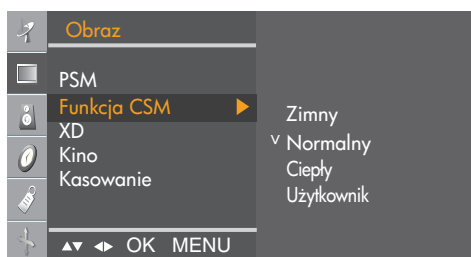 Obraz
PSM
Funkcja CSM
XD
Kino
Kasowanie
Zimny
v Normalny
Ciepły
Użytkownik
OK MENU